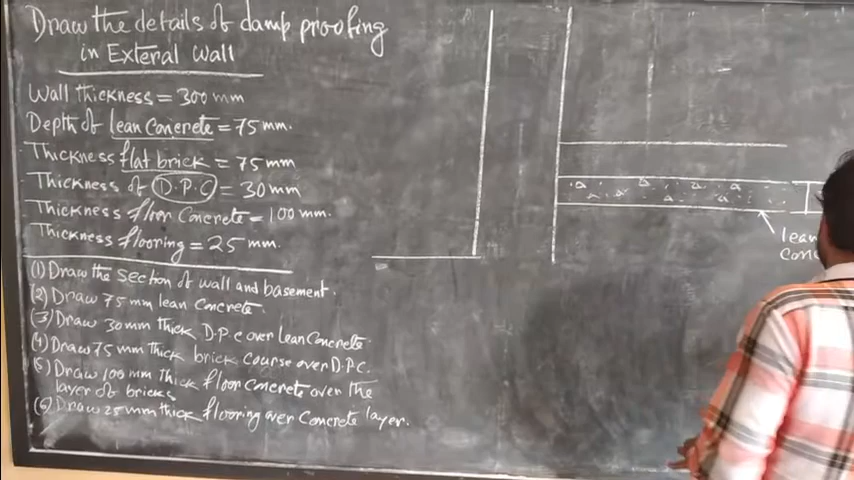 Draw the details of damp proofing
in Exteral wall
Wall thickness = 300 mm
Depth of lean Concrete = 75 mm.
Thickness flat brick = 75 mm
Thickness of D.P.C = 30 mm
Thickness floor Concrete = 100 mm.
Thickness flooring = 25 mm.
(1) Draw the section of wall and basement.
(2) Draw 75 mm lean Concrete.
(3) Draw 30 mm thick D.P.C over Lean Concrete.
(4) Draw 75 mm thick brick course over D.P.C.
(5) Draw 100 mm thick floor concrete over the
layer of bricks
(6) Draw 25 mm thick flooring over Concrete layer.
lean
conc